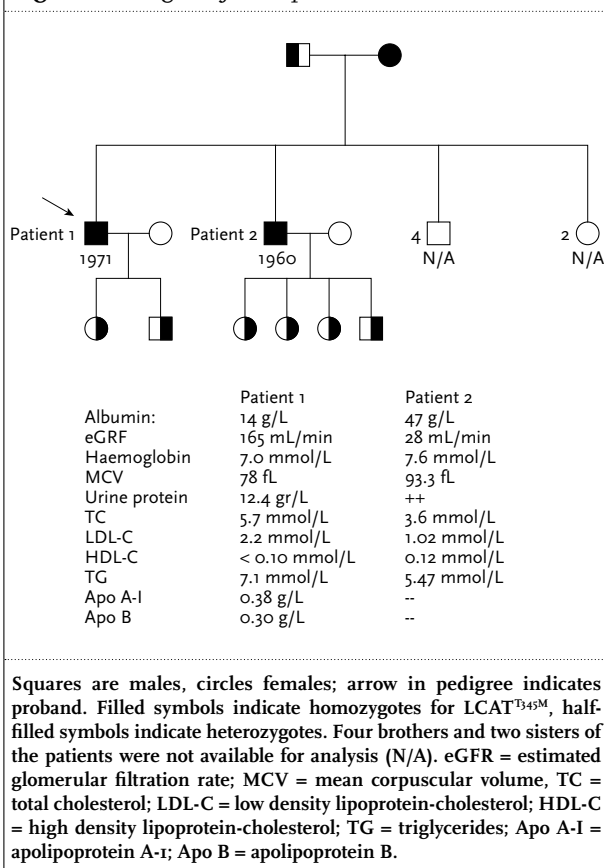 Patient 1
Patient 2
4
2
1971
1960
N/A
N/A
Patient 1 Patient 2
Albumin: 14 g/L 47 g/L
eGRF 165 mL/min 28 mL/min
Haemoglobin 7.0 mmol/L 7.6 mmol/L
MCV 78 fL 93.3 fL
Urine protein 12.4 gr/L ++
TC 5.7 mmol/L 3.6 mmol/L
LDL-C 2.2 mmol/L 1.02 mmol/L
HDL-C < 0.10 mmol/L 0.12 mmol/L
TG 7.1 mmol/L 5.47 mmol/L
Apo A-I 0.38 g/L --
Apo B 0.30 g/L --
Squares are males, circles females; arrow in pedigree indicates
proband. Filled symbols indicate homozygotes for LCATᵀ³⁴⁵ᴹ, half-
filled symbols indicate heterozygotes. Four brothers and two sisters of
the patients were not available for analysis (N/A). eGFR = estimated
glomerular filtration rate; MCV = mean corpuscular volume, TC =
total cholesterol; LDL-C = low density lipoprotein-cholesterol; HDL-C
= high density lipoprotein-cholesterol; TG = triglycerides; Apo A-I =
apolipoprotein A-1; Apo B = apolipoprotein B.